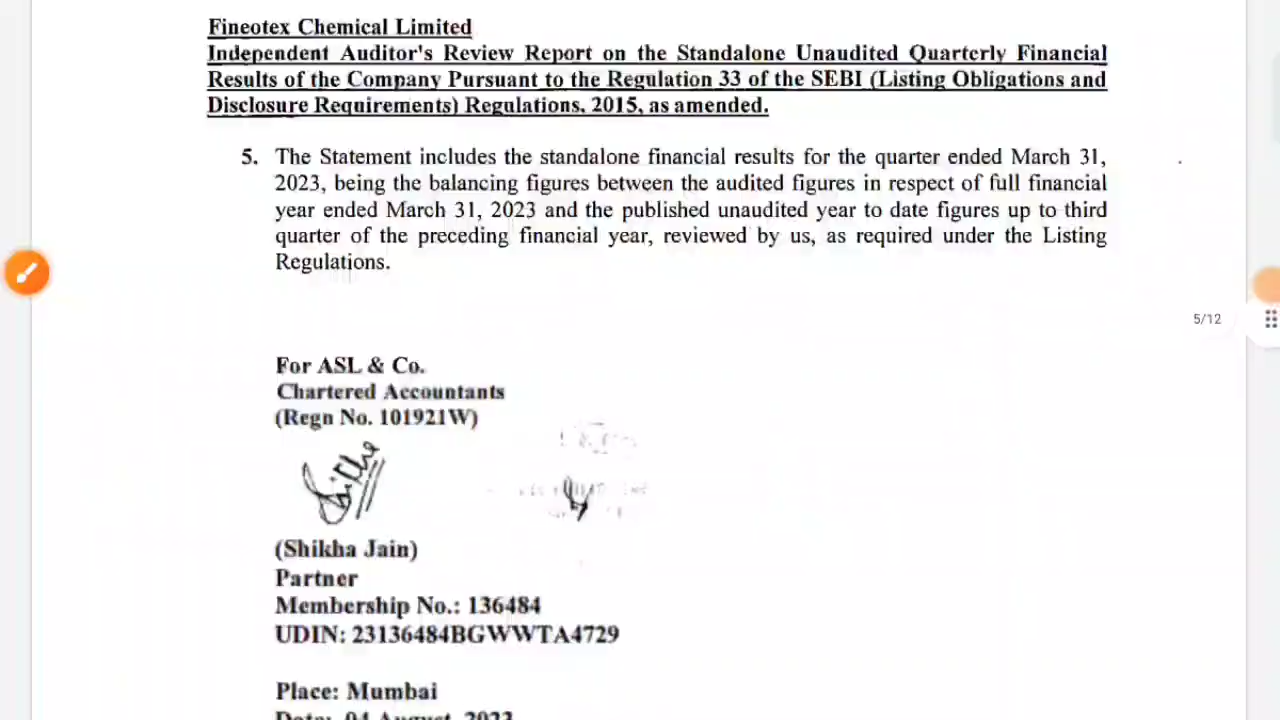 Fineotex Chemical Limited
Independent Auditor's Review Report on the Standalone Unaudited Quarterly Financial
Results of the Company Pursuant to the Regulation 33 of the SEBI (Listing Obligations and
Disclosure Requirements) Regulations, 2015, as amended.
5. The Statement includes the standalone financial results for the quarter ended March 31,
2023, being the balancing figures between the audited figures in respect of full financial
year ended March 31, 2023 and the published unaudited year to date figures up to third
quarter of the preceding financial year, reviewed by us, as required under the Listing
Regulations.
5/12
For ASL & Co.
Chartered Accountants
(Regn No. 101921W)
(Shikha Jain)
Partner
Membership No.: 136484
UDIN: 23136484BGWWTA4729
Place: Mumbai
Date: 04 August, 2023